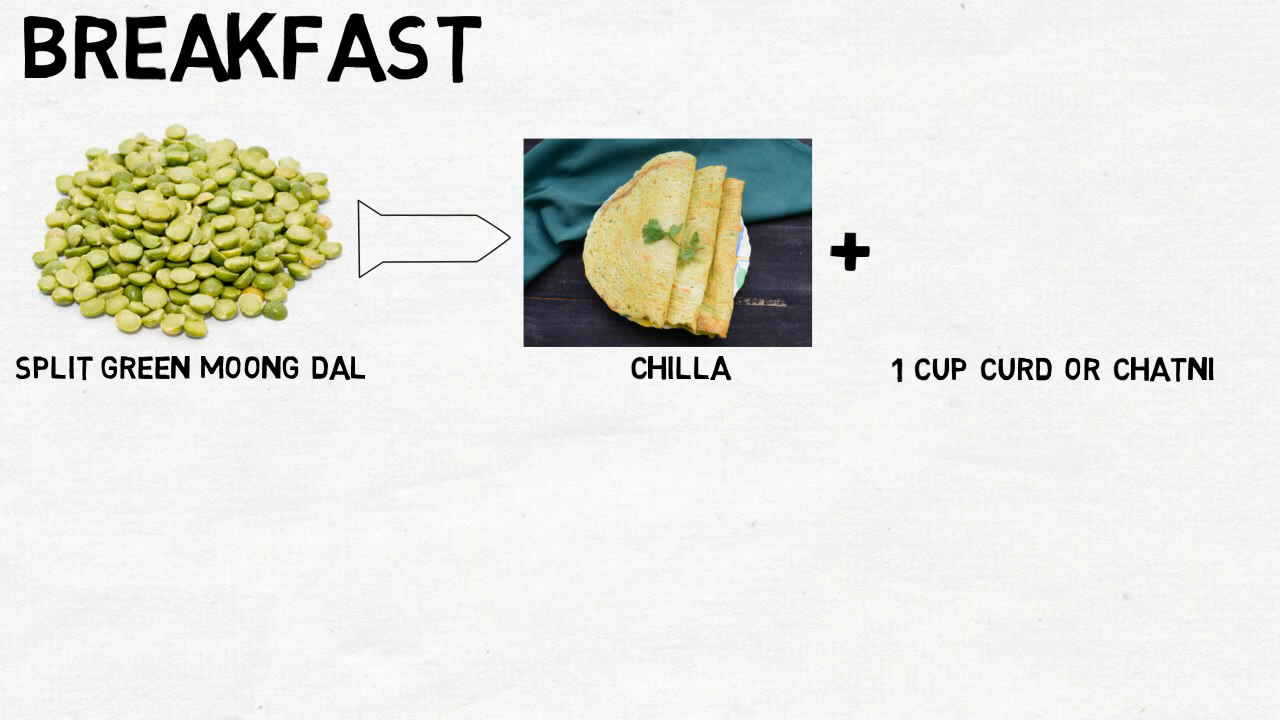 BREAKFAST
SPLIT GREEN MOONG DAL
CHILLA
1 CUP CURD OR CHATNI